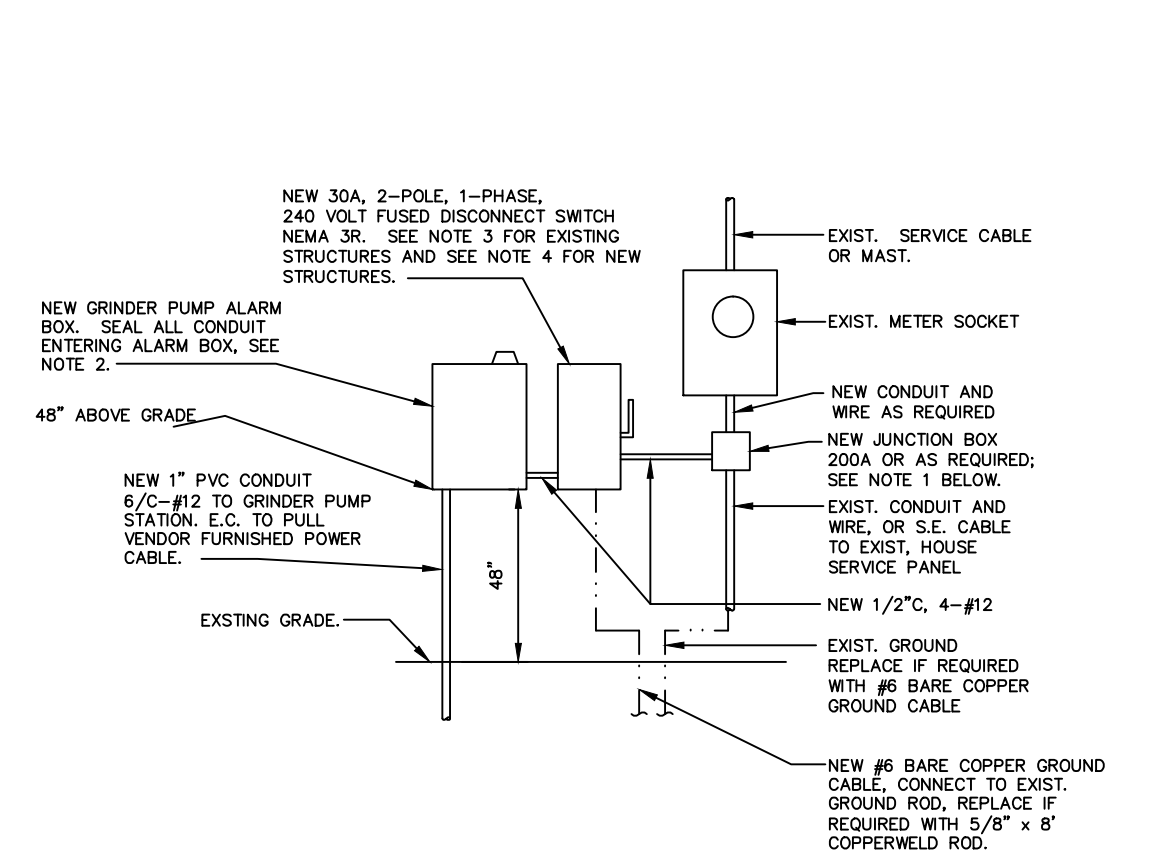 NEW 30A, 2-POLE, 1-PHASE,
240 VOLT FUSED DISCONNECT SWITCH
NEMA 3R. SEE NOTE 3 FOR EXISTING
STRUCTURES AND SEE NOTE 4 FOR NEW
STRUCTURES.
NEW GRINDER PUMP ALARM
BOX. SEAL ALL CONDUIT
ENTERING ALARM BOX, SEE
NOTE 2.
48" ABOVE GRADE
NEW 1" PVC CONDUIT
6/C-#12 TO GRINDER PUMP
STATION. E.C. TO PULL
VENDOR FURNISHED POWER
CABLE.
48"
EXSTING GRADE.
EXIST. SERVICE CABLE
OR MAST.
EXIST. METER SOCKET
NEW CONDUIT AND
WIRE AS REQUIRED
NEW JUNCTION BOX
200A OR AS REQUIRED;
SEE NOTE 1 BELOW.
EXIST. CONDUIT AND
WIRE, OR S.E. CABLE
TO EXIST, HOUSE
SERVICE PANEL
NEW 1/2"C, 4-#12
EXIST. GROUND
REPLACE IF REQUIRED
WITH #6 BARE COPPER
GROUND CABLE
NEW #6 BARE COPPER GROUND
CABLE, CONNECT TO EXIST.
GROUND ROD, REPLACE IF
REQUIRED WITH 5/8" x 8'
COPPERWELD ROD.